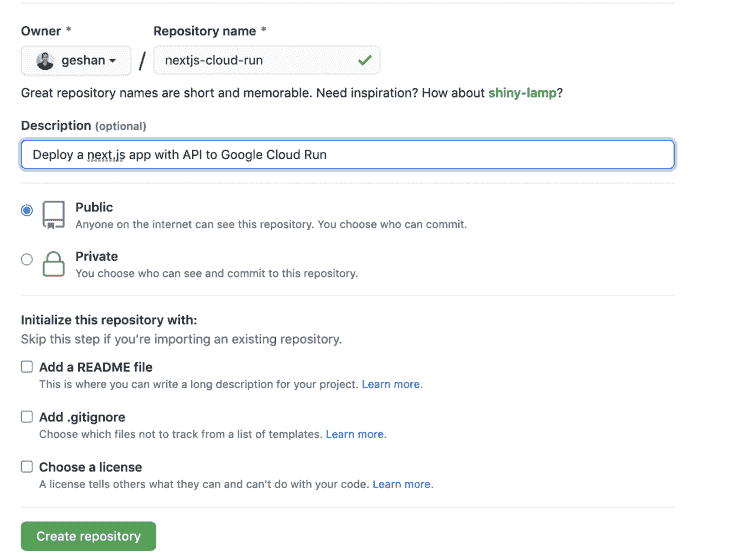 Owner * Repository name *
geshan / nextjs-cloud-run
Great repository names are short and memorable. Need inspiration? How about shiny-lamp?
Description (optional)
Deploy a next.js app with API to Google Cloud Run
Public
Anyone on the internet can see this repository. You choose who can commit.
Private
You choose who can see and commit to this repository.
Initialize this repository with:
Skip this step if you're importing an existing repository.
Add a README file
This is where you can write a long description for your project. Learn more.
Add .gitignore
Choose which files not to track from a list of templates. Learn more.
Choose a license
A license tells others what they can and can't do with your code. Learn more.
Create repository